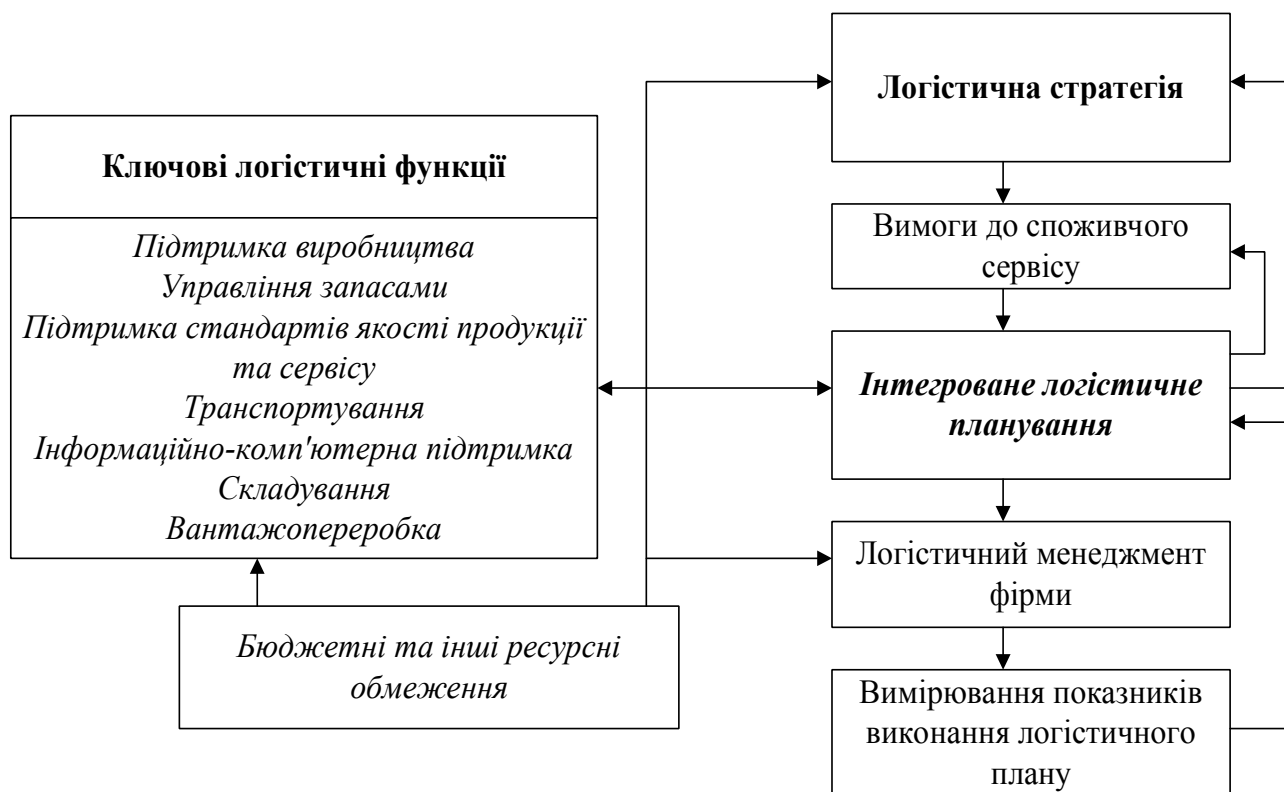 Ключові логістичні функції
Підтримка виробництва
Управління запасами
Підтримка стандартів якості продукції
та сервісу
Транспортування
Інформаційно-комп'ютерна підтримка
Складування
Вантажопереробка
Бюджетні та інші ресурсні
обмеження
Логістична стратегія
Вимоги до споживчого
сервісу
Інтегроване логістичне
планування
Логістичний менеджмент
фірми
Вимірювання показників
виконання логістичного
плану